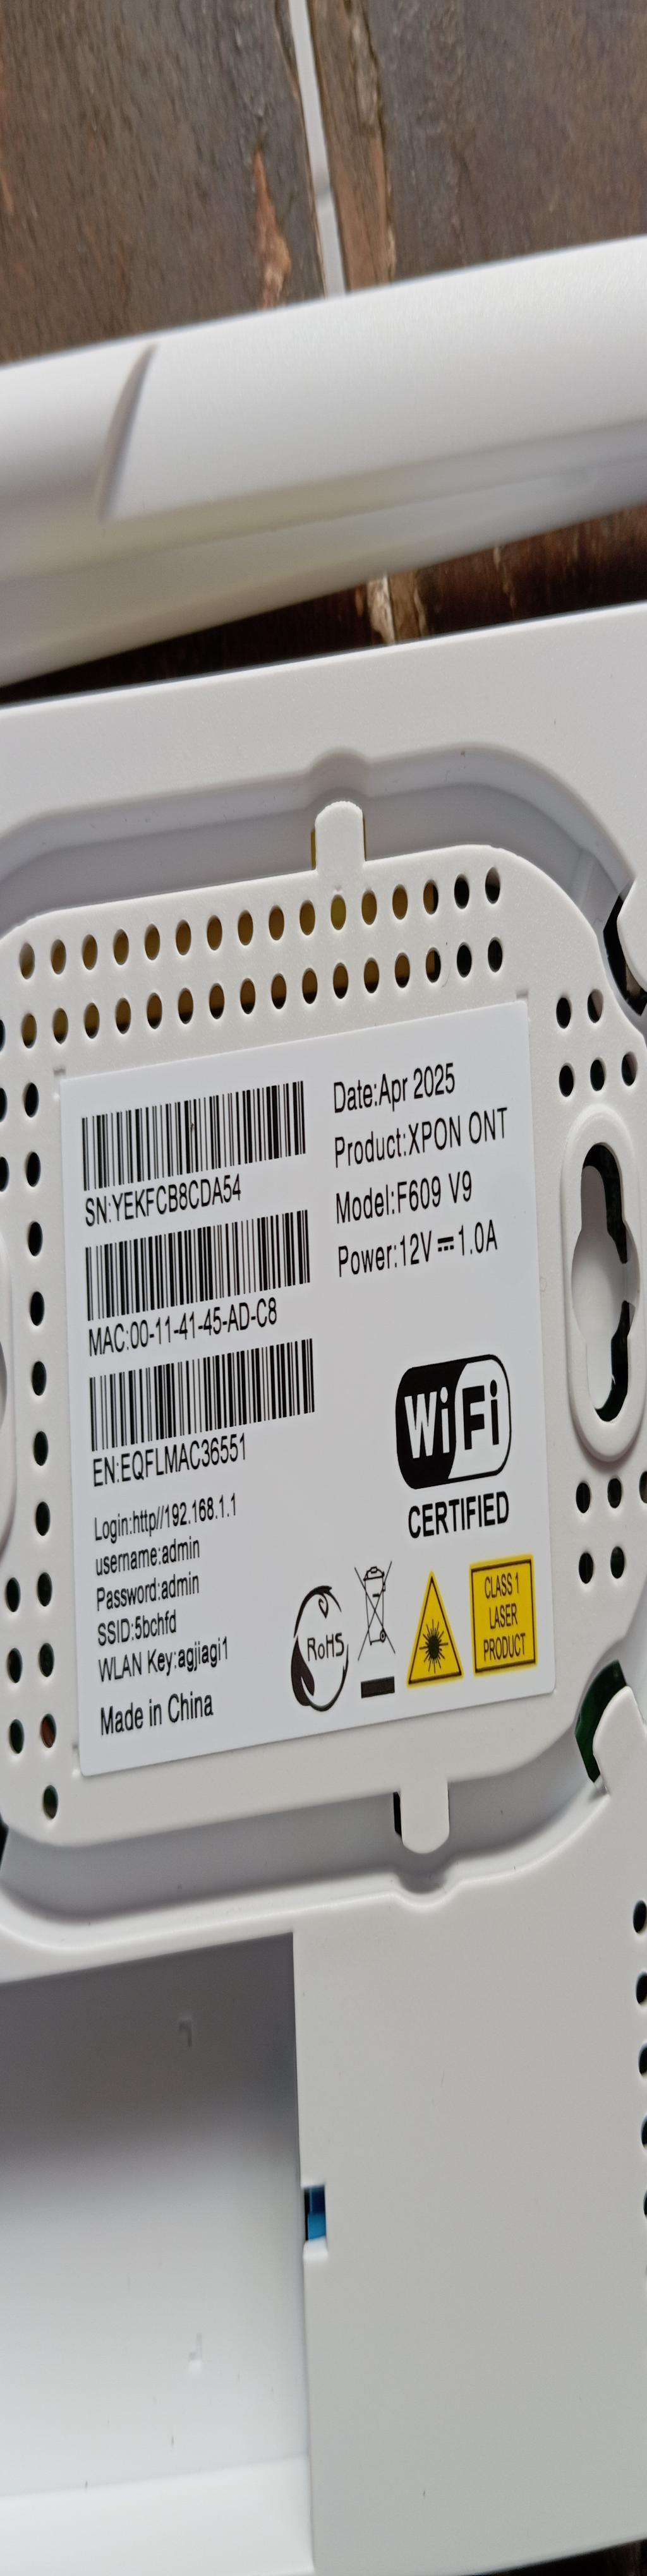 SN:YEKFCB8CDA54
MAC:00-11-41-45-AD-C8
EN:EQFLMAC36551
Login:http//192.168.1.1
username:admin
Password:admin
SSID:5bchfd
WLAN Key:agjiagi1
Made in China
Date:Apr 2025
Product:XPON ONT
Model:F609 V9
Power:12V⎓1.0A
WiFi
CERTIFIED
RoHS
CLASS 1
LASER
PRODUCT